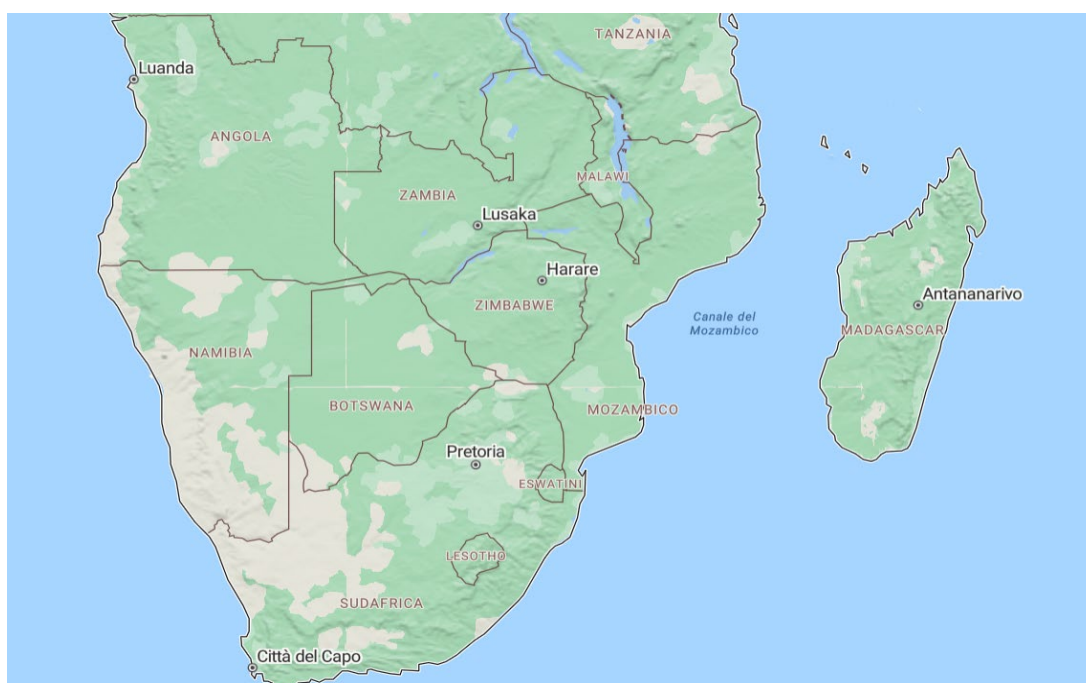 TANZANIA
Luanda
ANGOLA
MALAWI
ZAMBIA
Lusaka
Harare
ZIMBABWE
Antananarivo
Canale del
Mozambico
MADAGASCAR
NAMIBIA
BOTSWANA
MOZAMBICO
Pretoria
ESWATINI
LESOTHO
SUDAFRICA
Città del Capo